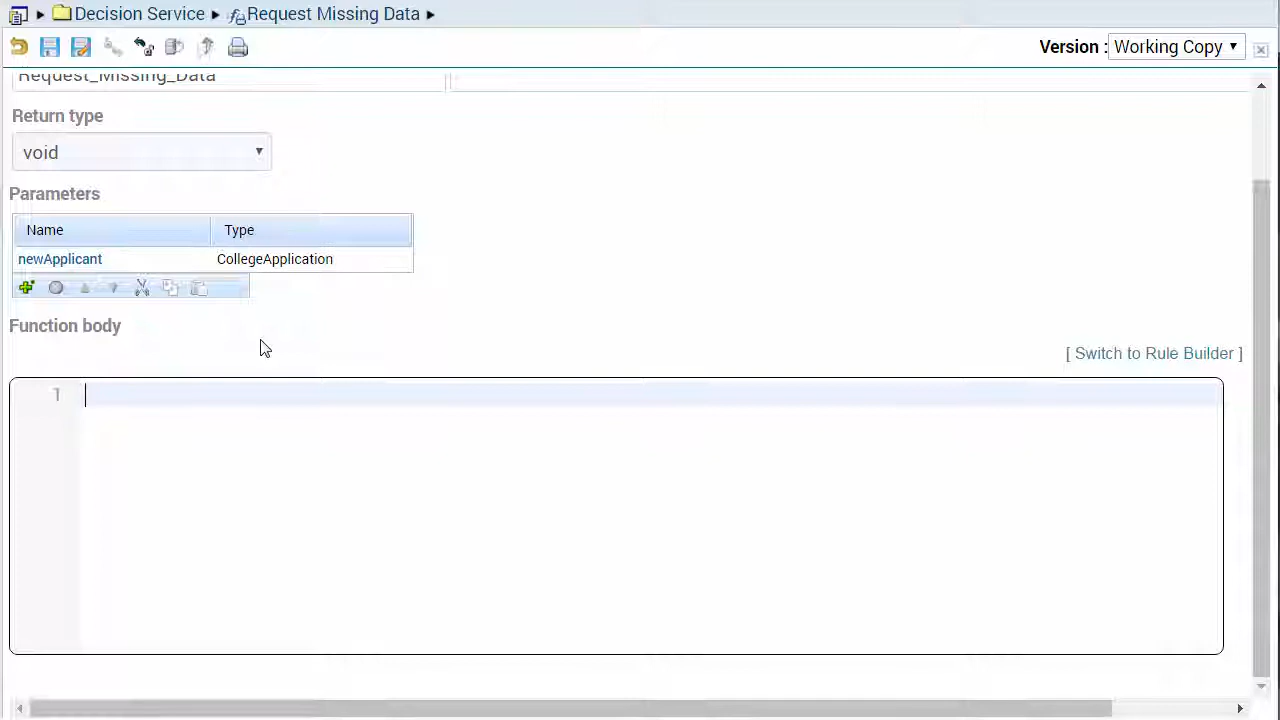 Decision Service Request Missing Data
Version : Working Copy
Request_Missing_Data
Return type
void
Parameters
Name Type
newApplicant CollegeApplication
Function body
[ Switch to Rule Builder ]
1